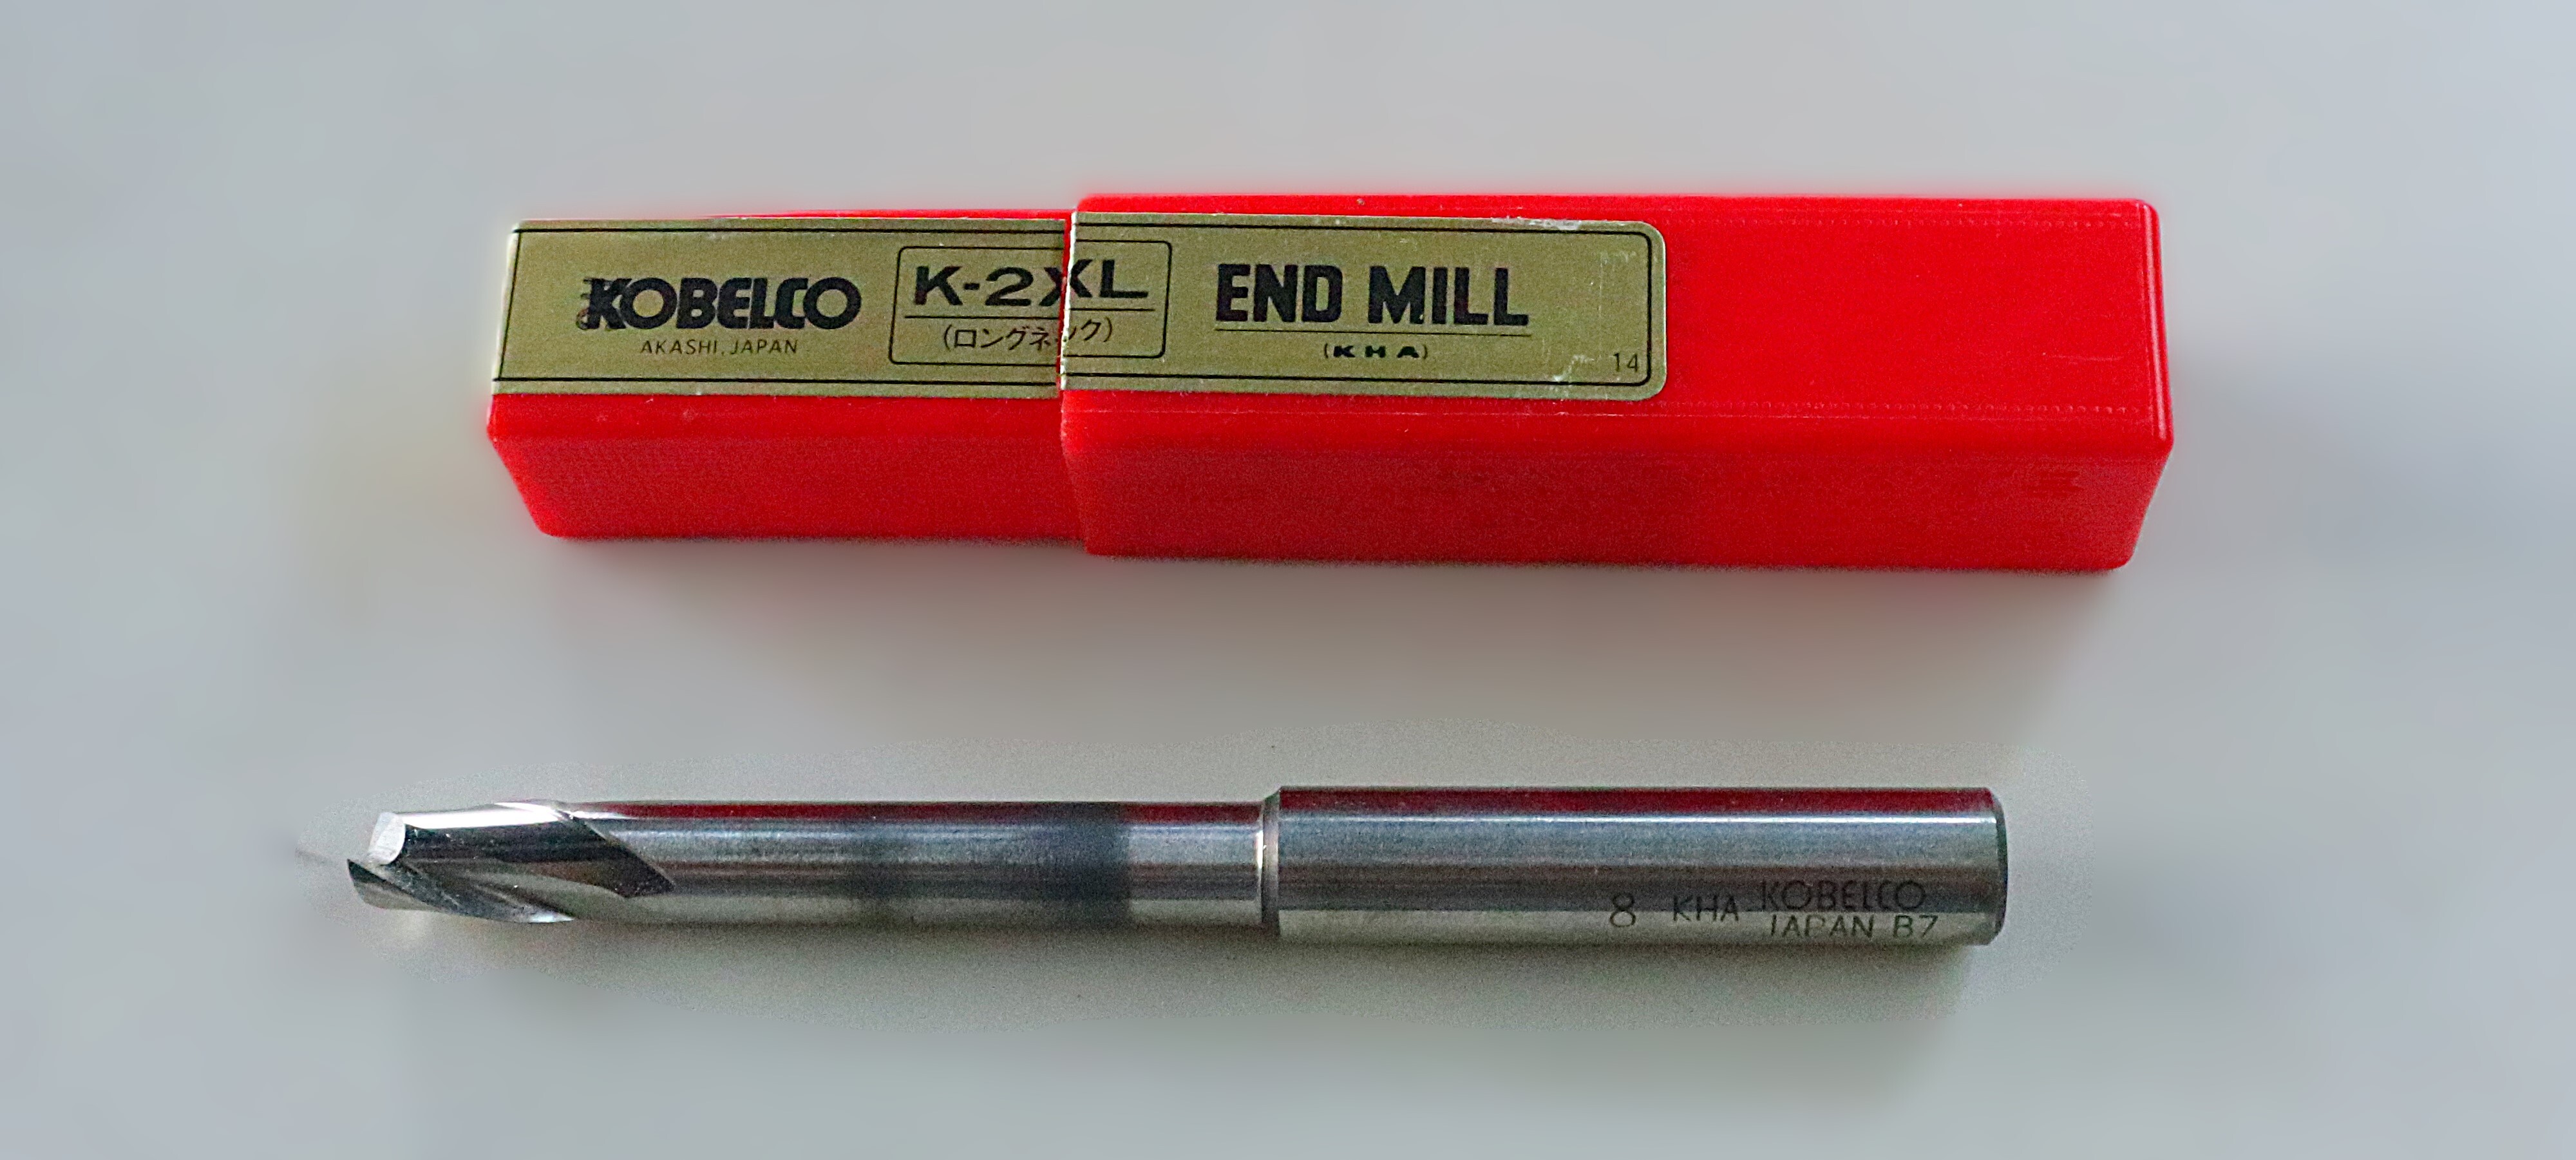 KOBELCO
AKASHI, JAPAN
K-2XL
(ロングネック)
END MILL
(KHA)
14
8 KHA KOBELCO
JAPAN B7